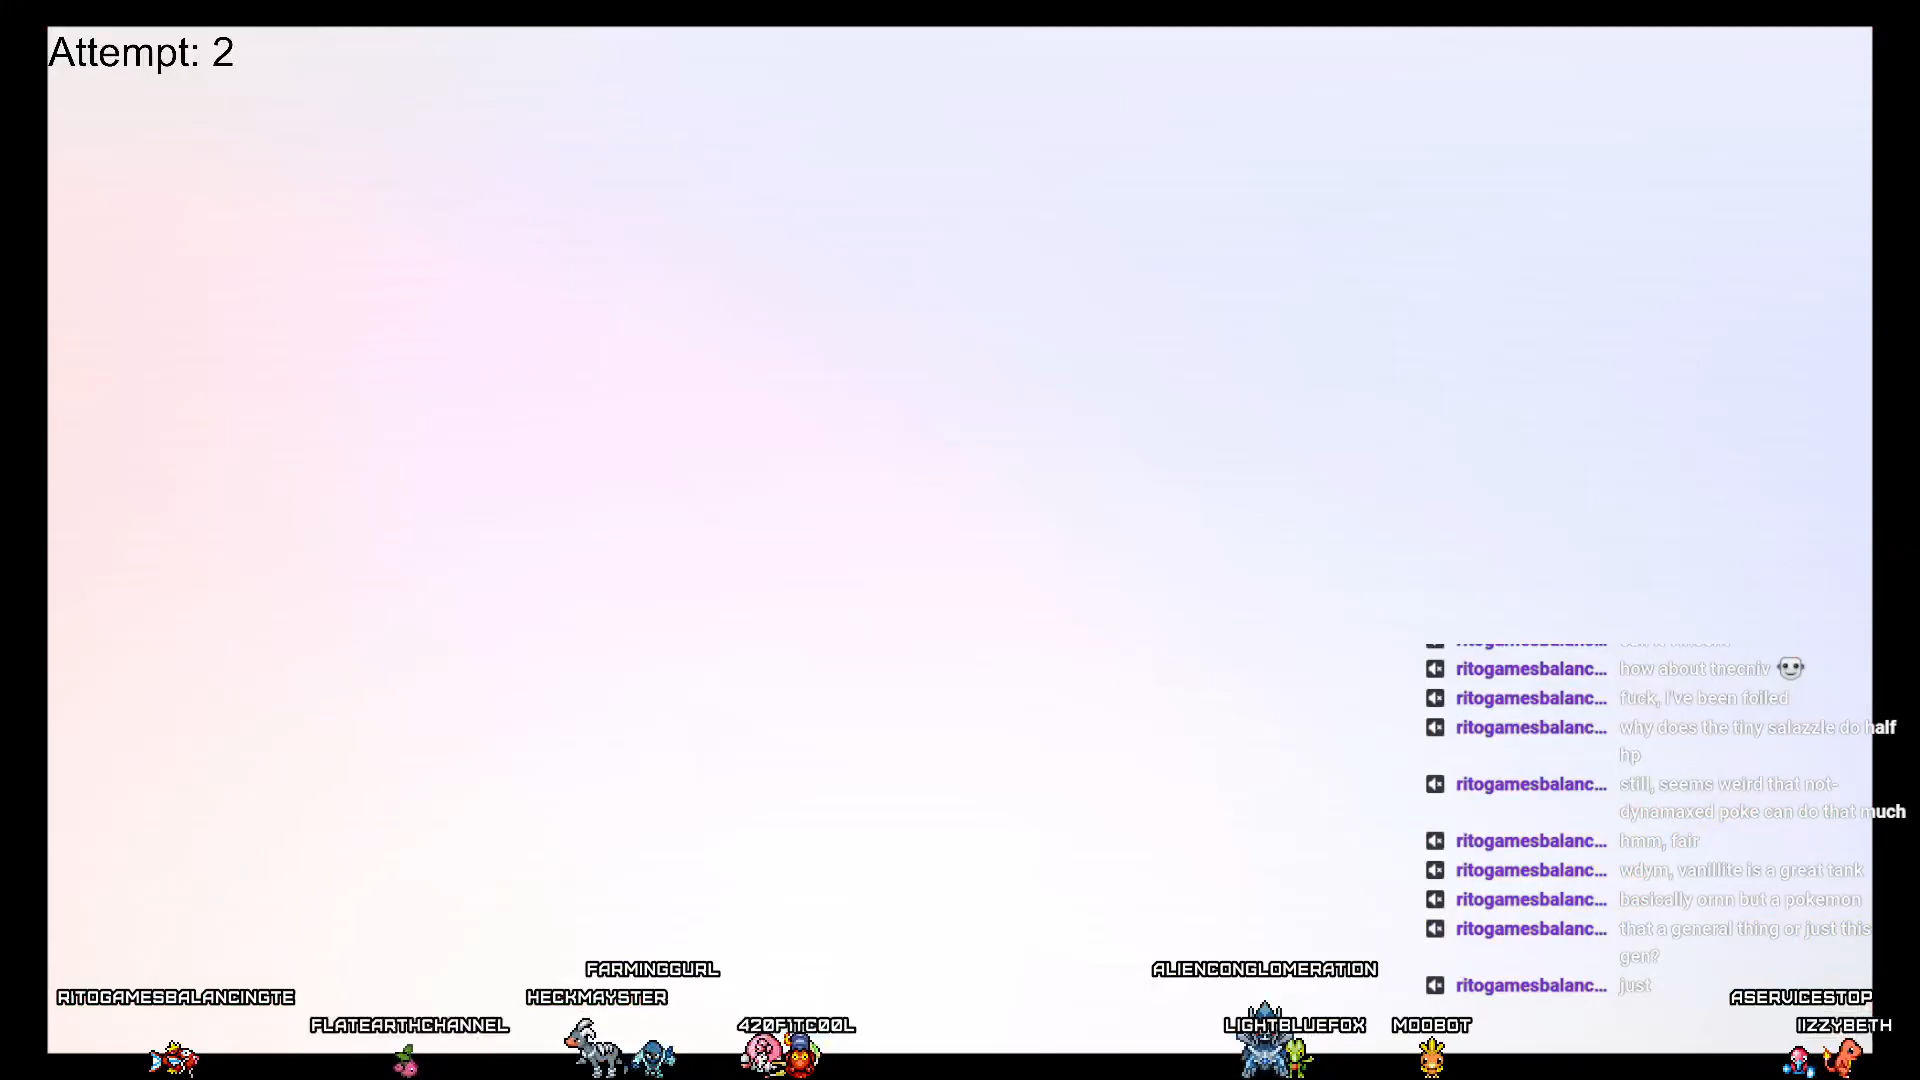 Attempt: 2
ritogamesbalanc...
ritogamesbalanc... how about tnecniv
ritogamesbalanc... fuck, I've been foiled
ritogamesbalanc... why does the tiny salazzle do half
hp
ritogamesbalanc... still, seems weird that not-
dynamaxed poke can do that much
ritogamesbalanc... hmm, fair
ritogamesbalanc... wdym, vanillite is a great tank
ritogamesbalanc... basically ornn but a pokemon
ritogamesbalanc... that a general thing or just this
gen?
ritogamesbalanc... just
FARMINGGURL
ALIENCONGLOMERATION
RITOGAMESBALANCINGTE
HECKMAYSTER
ASERVICESTOP
FLATEARTHCHANNEL
420F1TC00L
LIGHTBLUEFOX
MOOBOT
IIZZYBETH